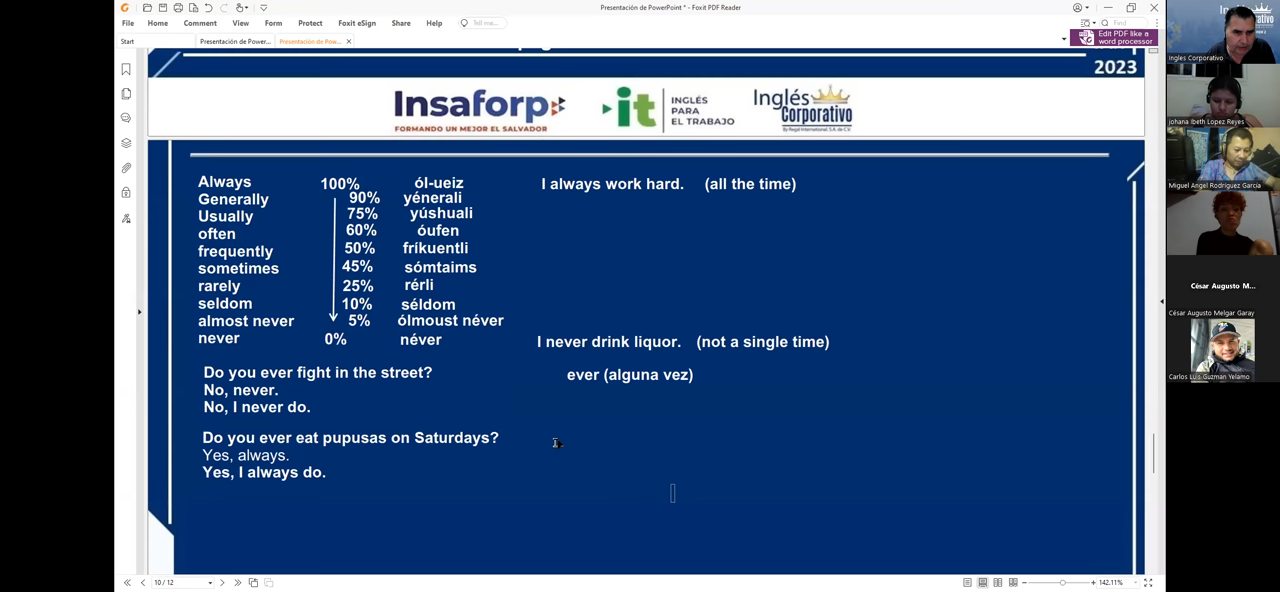 Presentación de PowerPoint * - Foxit PDF Reader
File Home Comment View Form Protect Foxit eSign Share Help Tell me... Find
Start Presentación de Power... Presentación de Pow... ×
Edit PDF like a
word processor
2023
Insaforp
FORMANDO UN MEJOR EL SALVADOR
it INGLÉS
PARA
EL TRABAJO
Inglés
Corporativo
Always 100% ól-ueiz I always work hard. (all the time)
Generally 90% yénerali
Usually 75% yúshuali
often 60% óufen
frequently 50% fríkuentli
sometimes 45% sómtaims
rarely 25% rérli
seldom 10% séldom
almost never 5% ólmoust néver
never 0% néver I never drink liquor. (not a single time)
Do you ever fight in the street? ever (alguna vez)
No, never.
No, I never do.
Do you ever eat pupusas on Saturdays?
Yes, always.
Yes, I always do.
10 / 12
142.11%
Ingles Corporativo
johana Ibeth Lopez Reyes
Miguel Angel Rodriguez Garcia
César Augusto M...
César Augusto Melgar Garay
Carlos Luis Guzman Yelamo